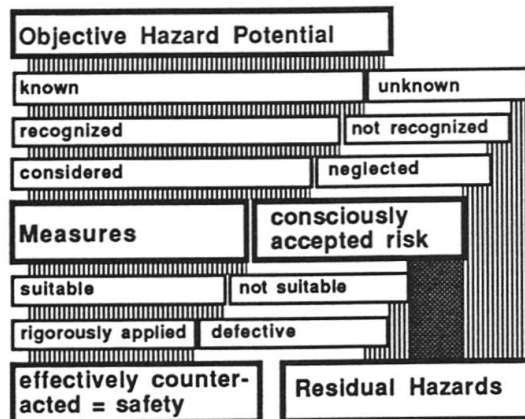 Objective Hazard Potential
known
unknown
recognized
not recognized
considered
neglected
Measures
consciously
accepted risk
suitable
not suitable
rigorously applied
defective
effectively counter-
acted = safety
Residual Hazards